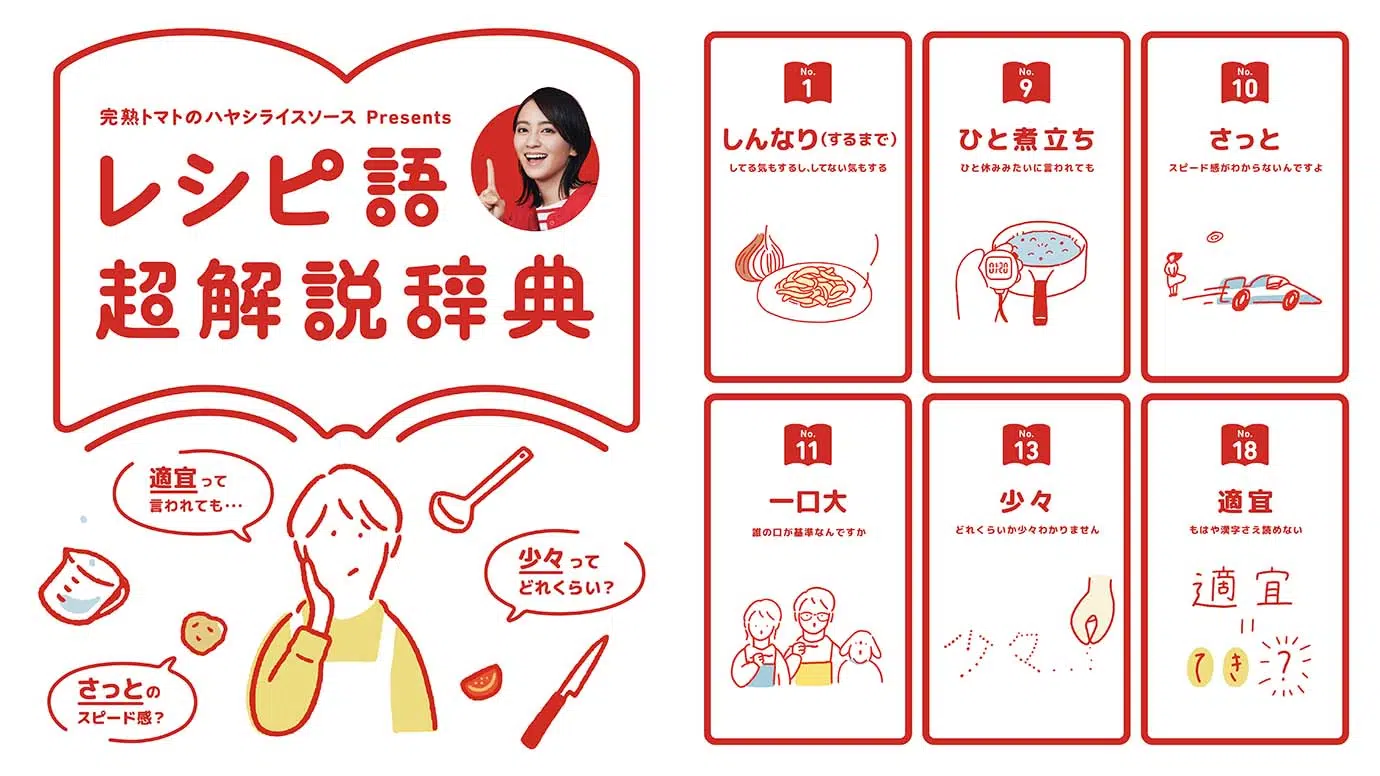 完熟トマトのハヤシライスソース Presents
レシピ語
超解説辞典
適宜って
言われても…
少々って
どれくらい？
さっとの
スピード感？
No.
1
しんなり(するまで)
してる気もするし、してない気もする
No.
9
ひと煮立ち
ひと休みみたいに言われても
01:20
No.
10
さっと
スピード感がわからないんですよ
No.
11
一口大
誰の口が基準なんですか
No.
13
少々
どれくらいか少々わかりません
少々...
No.
18
適宜
もはや漢字さえ読めない
適宜
=
てき?